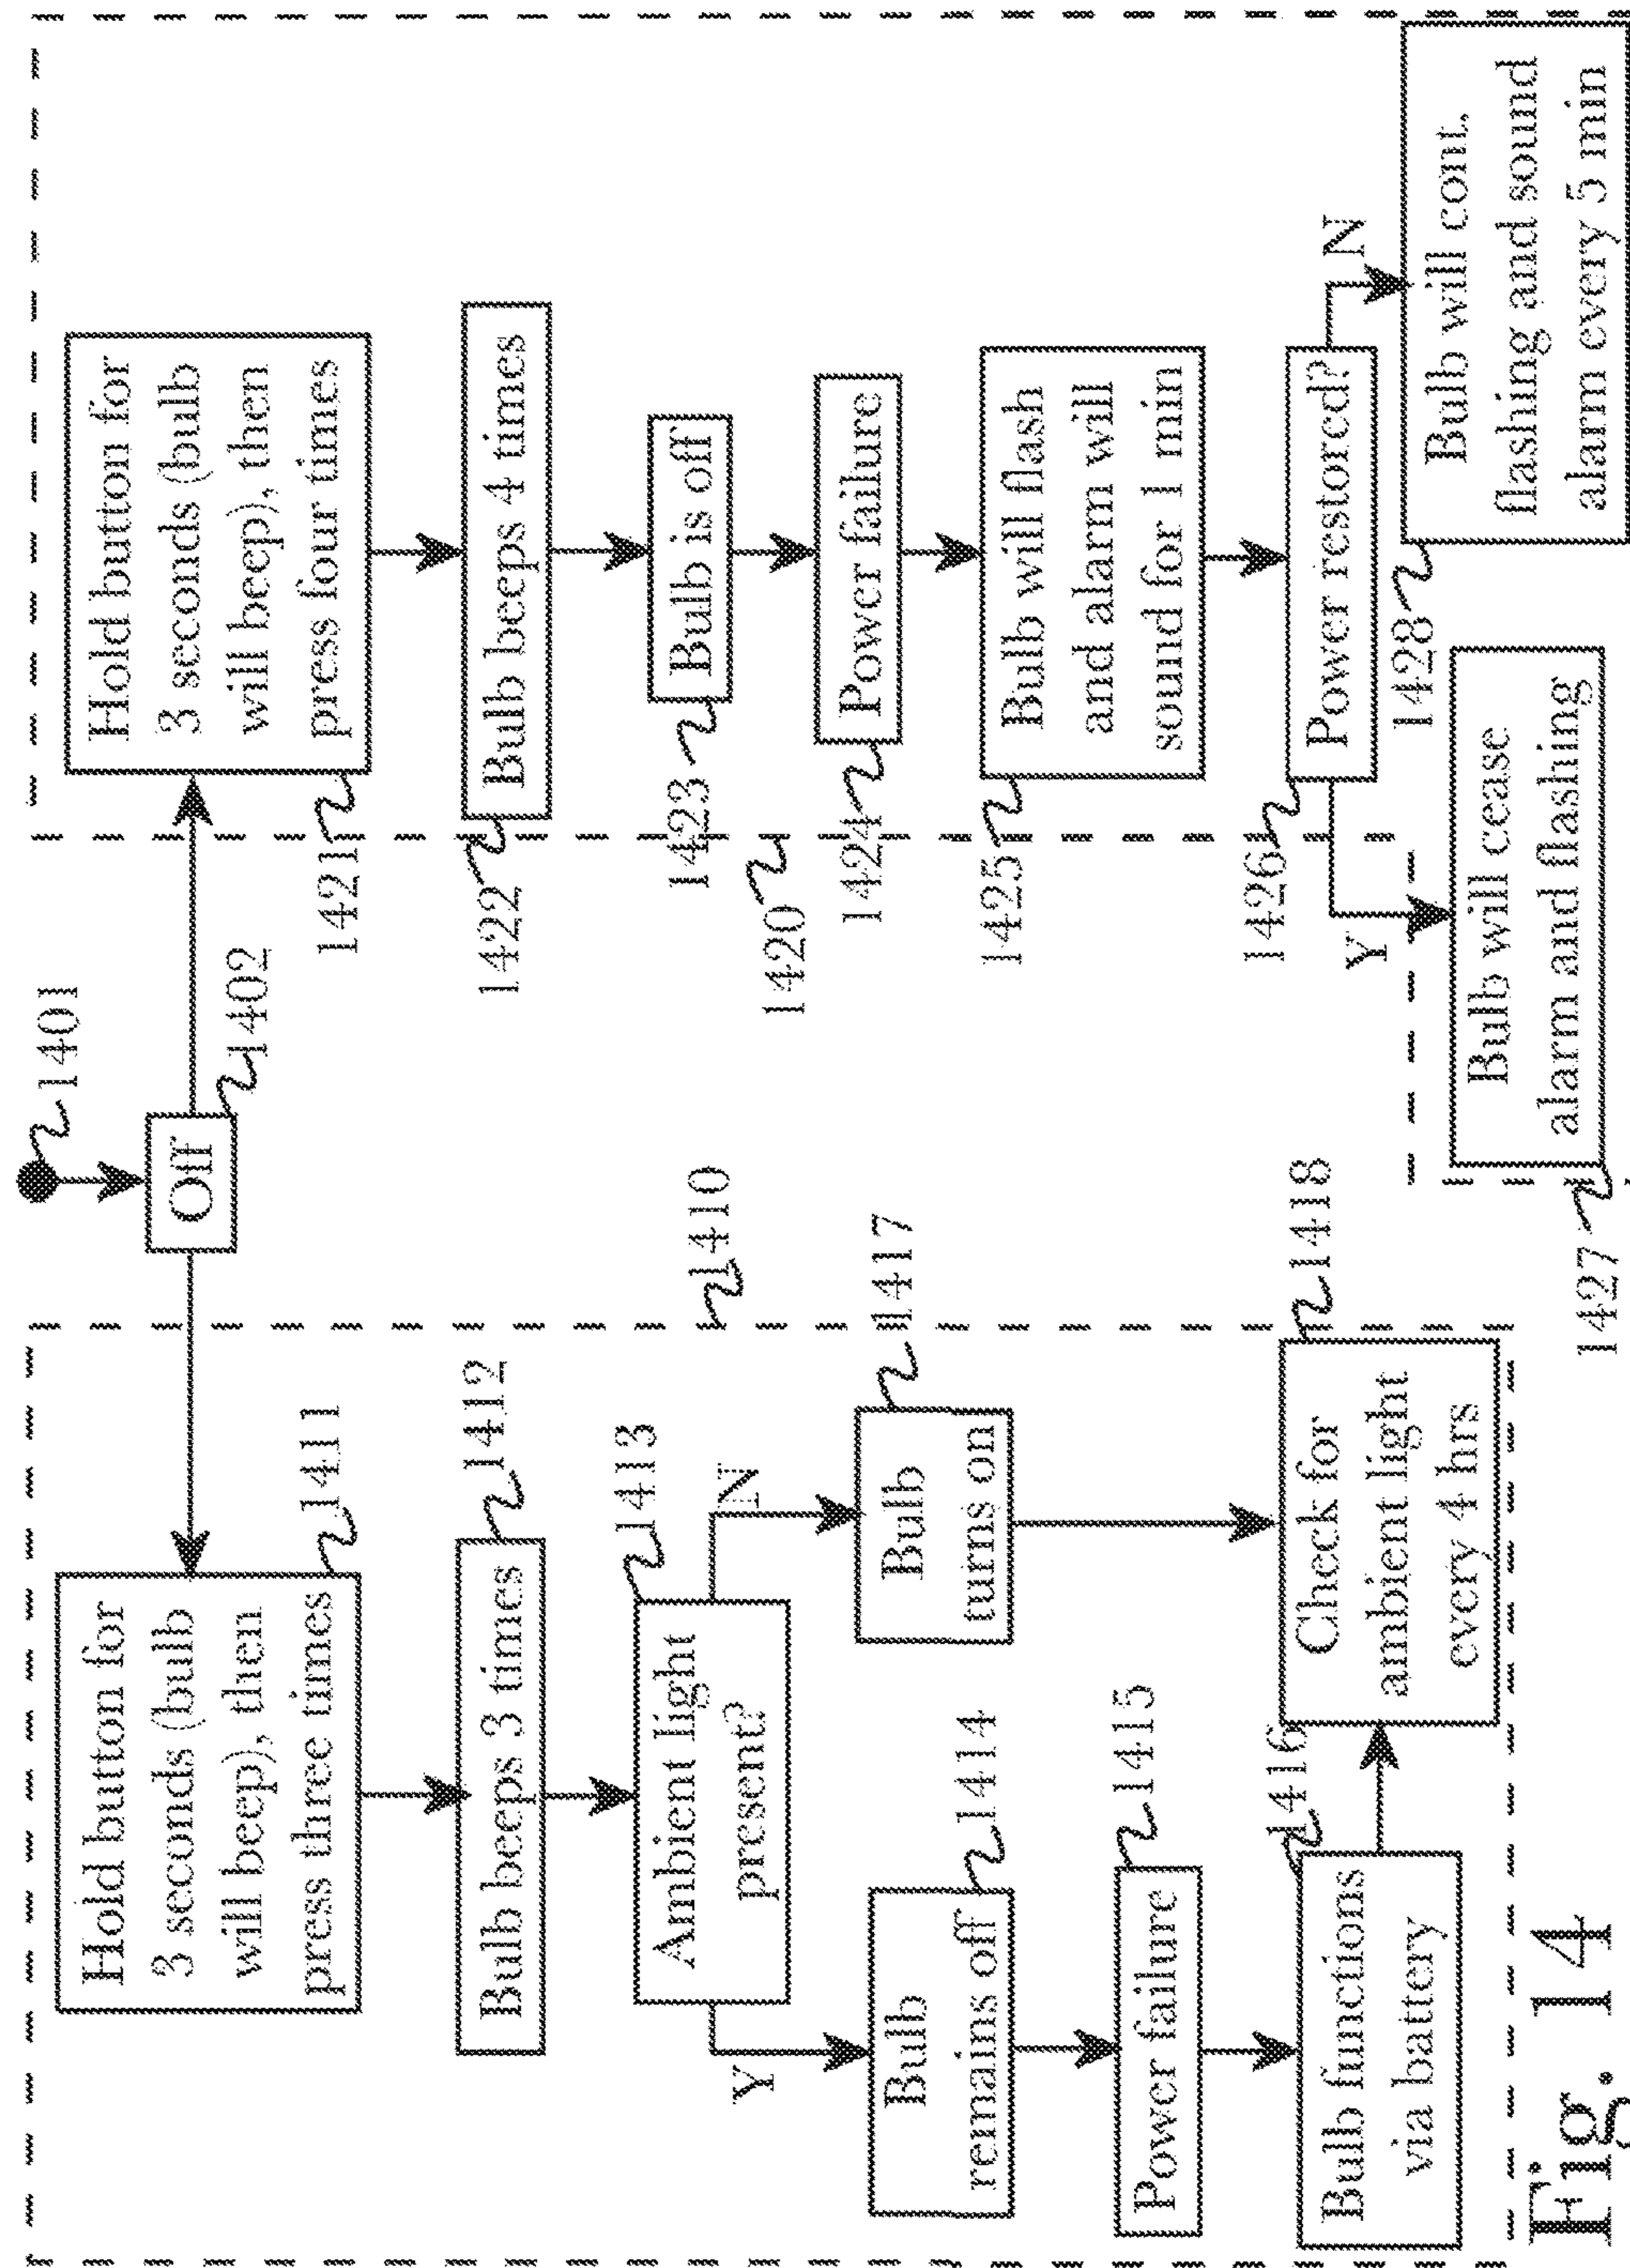 1401
Off
1402
1410
Hold button for
3 seconds (bulb
will beep), then
press three times
1411
Bulb beeps 3 times
1412
Ambient light
present?
1413
Y
N
Bulb
remains off
1414
Bulb
turns on
1417
Power failure
1415
Bulb functions
via battery
1416
Check for
ambient light
every 4 hrs
1418
1420
Hold button for
3 seconds (bulb
will beep), then
press four times
1421
Bulb beeps 4 times
1422
Bulb is off
1423
Power failure
1424
Bulb will flash
and alarm will
sound for 1 min
1425
Power restored?
1426
Y
N
Bulb will cease
alarm and flashing
1427
Bulb will cont.
flashing and sound
alarm every 5 min
1428
Fig. 14